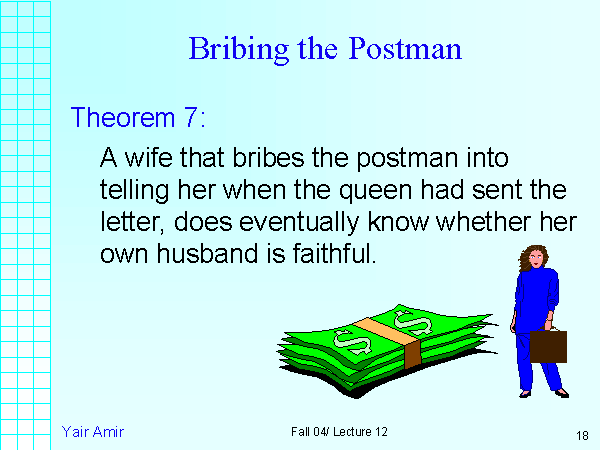 Bribing the Postman
Theorem 7:
A wife that bribes the postman into
telling her when the queen had sent the
letter, does eventually know whether her
own husband is faithful.
$ $
Yair Amir
Fall 04/ Lecture 12
18